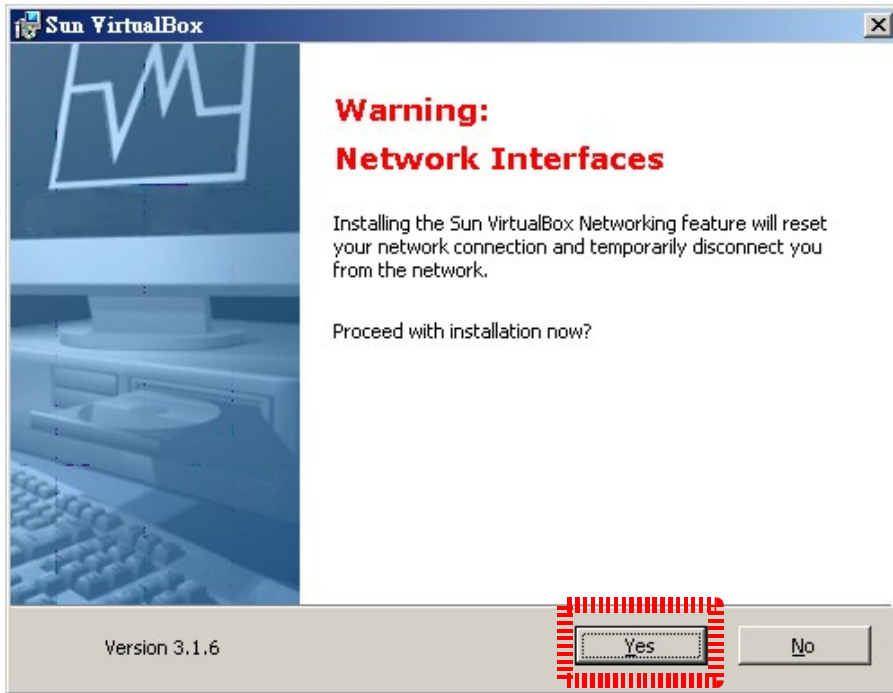 Sun VirtualBox
Warning:
Network Interfaces
Installing the Sun VirtualBox Networking feature will reset
your network connection and temporarily disconnect you
from the network.
Proceed with installation now?
Version 3.1.6
Yes
No